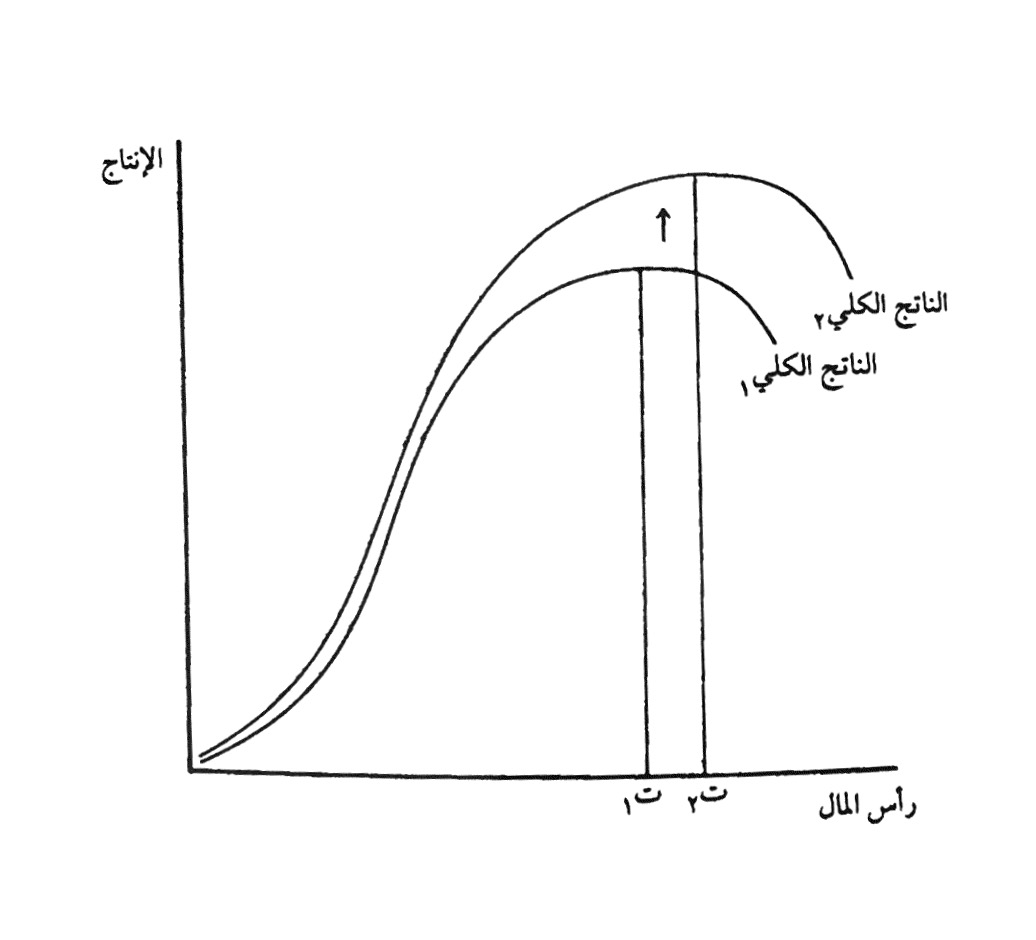 الإنتاج
الناتج الكلي٢
الناتج الكلي١
ت١
ت٢
رأس المال